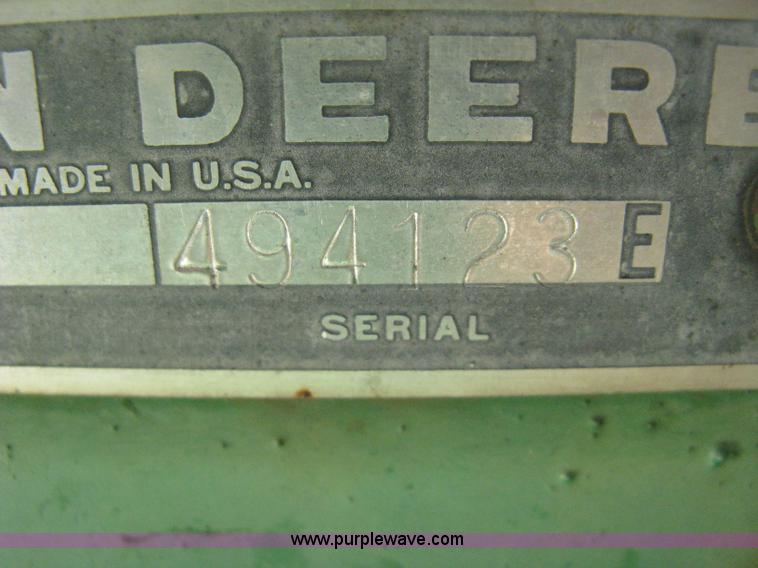 N DEERE
MADE IN U.S.A.
494123 E
SERIAL
www.purplewave.com